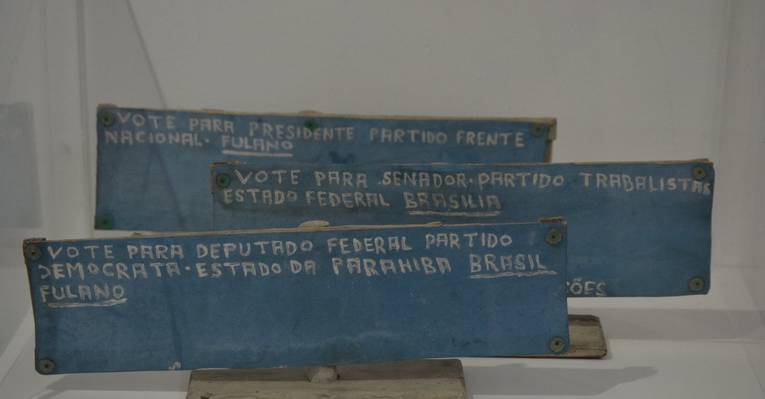 VOTE PARA PRESIDENTE PARTIDO FRENTE
NACIONAL. FULANO
VOTE PARA SENADOR. PARTIDO TRABALISTAS
ESTADO FEDERAL BRASILIA
ÕES
VOTE PARA DEPUTADO FEDERAL PARTIDO
DEMOCRATA. ESTADO DA PARAHIBA BRASIL
FULANO